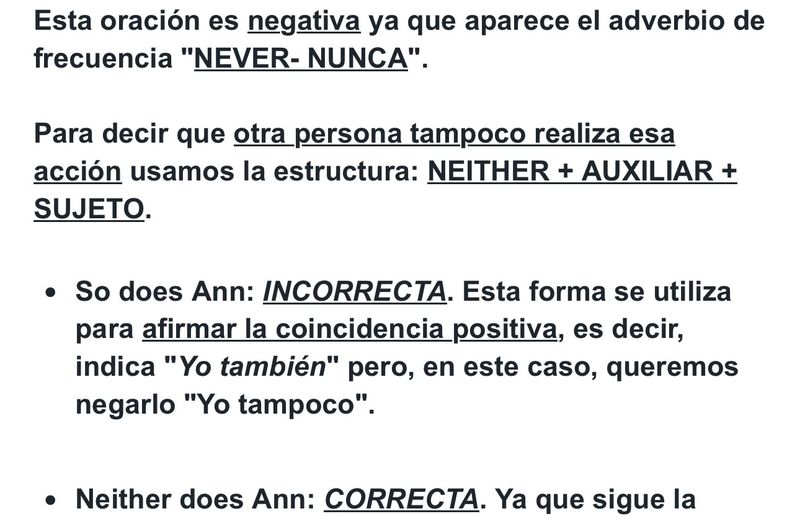 Esta oración es negativa ya que aparece el adverbio de
frecuencia "NEVER- NUNCA".
Para decir que otra persona tampoco realiza esa
acción usamos la estructura: NEITHER + AUXILIAR +
SUJETO.
• So does Ann: INCORRECTA. Esta forma se utiliza
para afirmar la coincidencia positiva, es decir,
indica "Yo también" pero, en este caso, queremos
negarlo "Yo tampoco".
• Neither does Ann: CORRECTA. Ya que sigue la